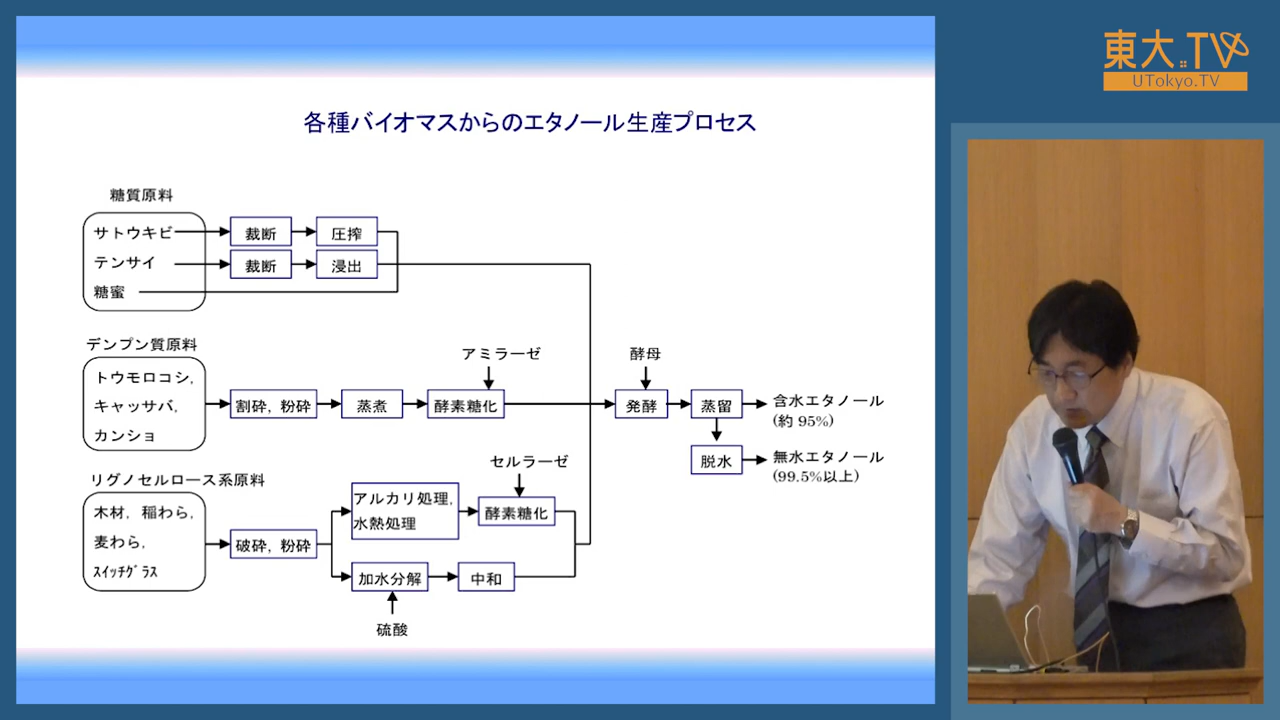 東大.TV
UTokyo.TV
各種バイオマスからのエタノール生産プロセス
糖質原料
サトウキビ
裁断
圧搾
テンサイ
裁断
浸出
糖蜜
デンプン質原料
トウモロコシ,
キャッサバ,
カンショ
割砕, 粉砕
蒸煮
アミラーゼ
酵素糖化
酵母
発酵
蒸留
含水エタノール
(約 95%)
脱水
無水エタノール
(99.5%以上)
リグノセルロース系原料
木材, 稲わら,
麦わら,
ｽｲｯﾁｸﾞﾗｽ
破砕, 粉砕
アルカリ処理,
水熱処理
セルラーゼ
酵素糖化
加水分解
中和
硫酸